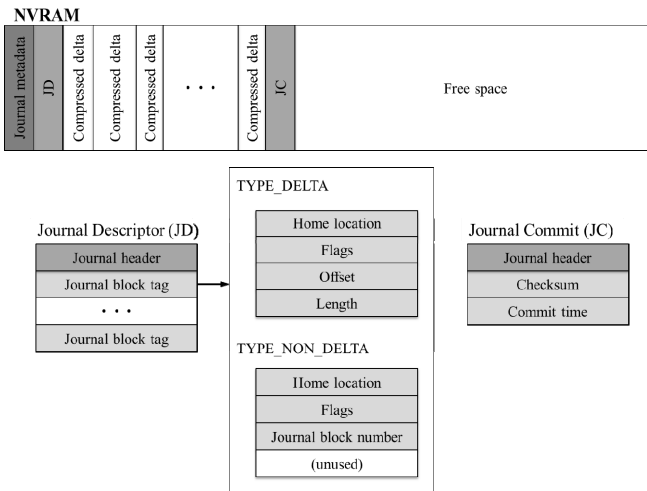 NVRAM
Journal metadata
JD
Compressed delta
Compressed delta
Compressed delta
. . .
Compressed delta
JC
Free space
TYPE_DELTA
Home location
Flags
Offset
Length
Journal Descriptor (JD)
Journal header
Journal block tag
. . .
Journal block tag
Journal Commit (JC)
Journal header
Checksum
Commit time
TYPE_NON_DELTA
Home location
Flags
Journal block number
(unused)